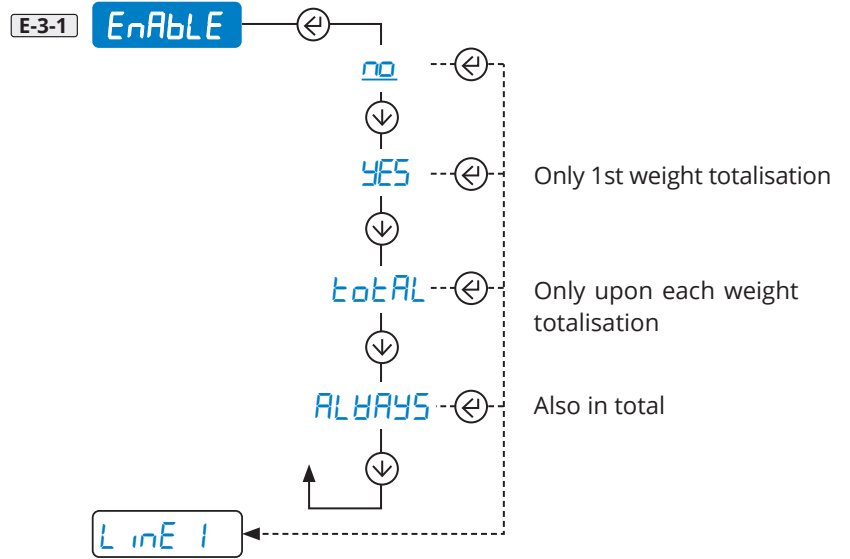 E-3-1 EnAbLE
no
YES Only 1st weight totalisation
totAL Only upon each weight
totalisation
ALWAYS Also in total
LinE 1